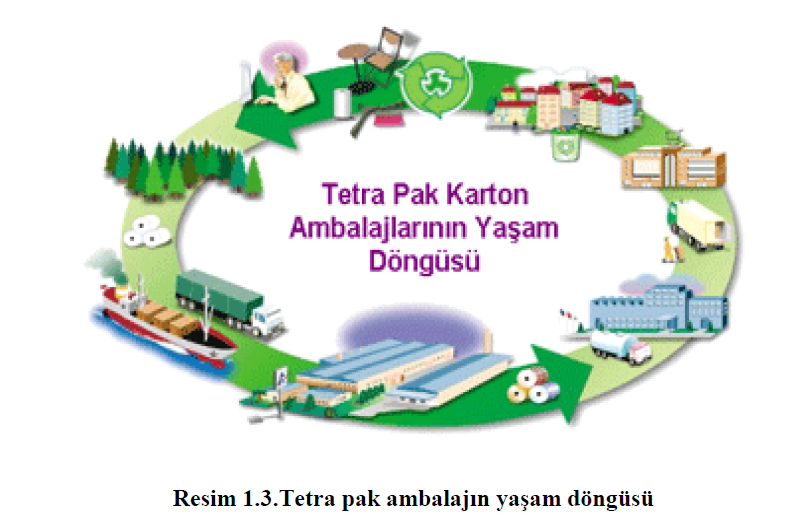 Tetra Pak Karton
Ambalajlarının Yaşam
Döngüsü
Resim 1.3.Tetra pak ambalajın yaşam döngüsü